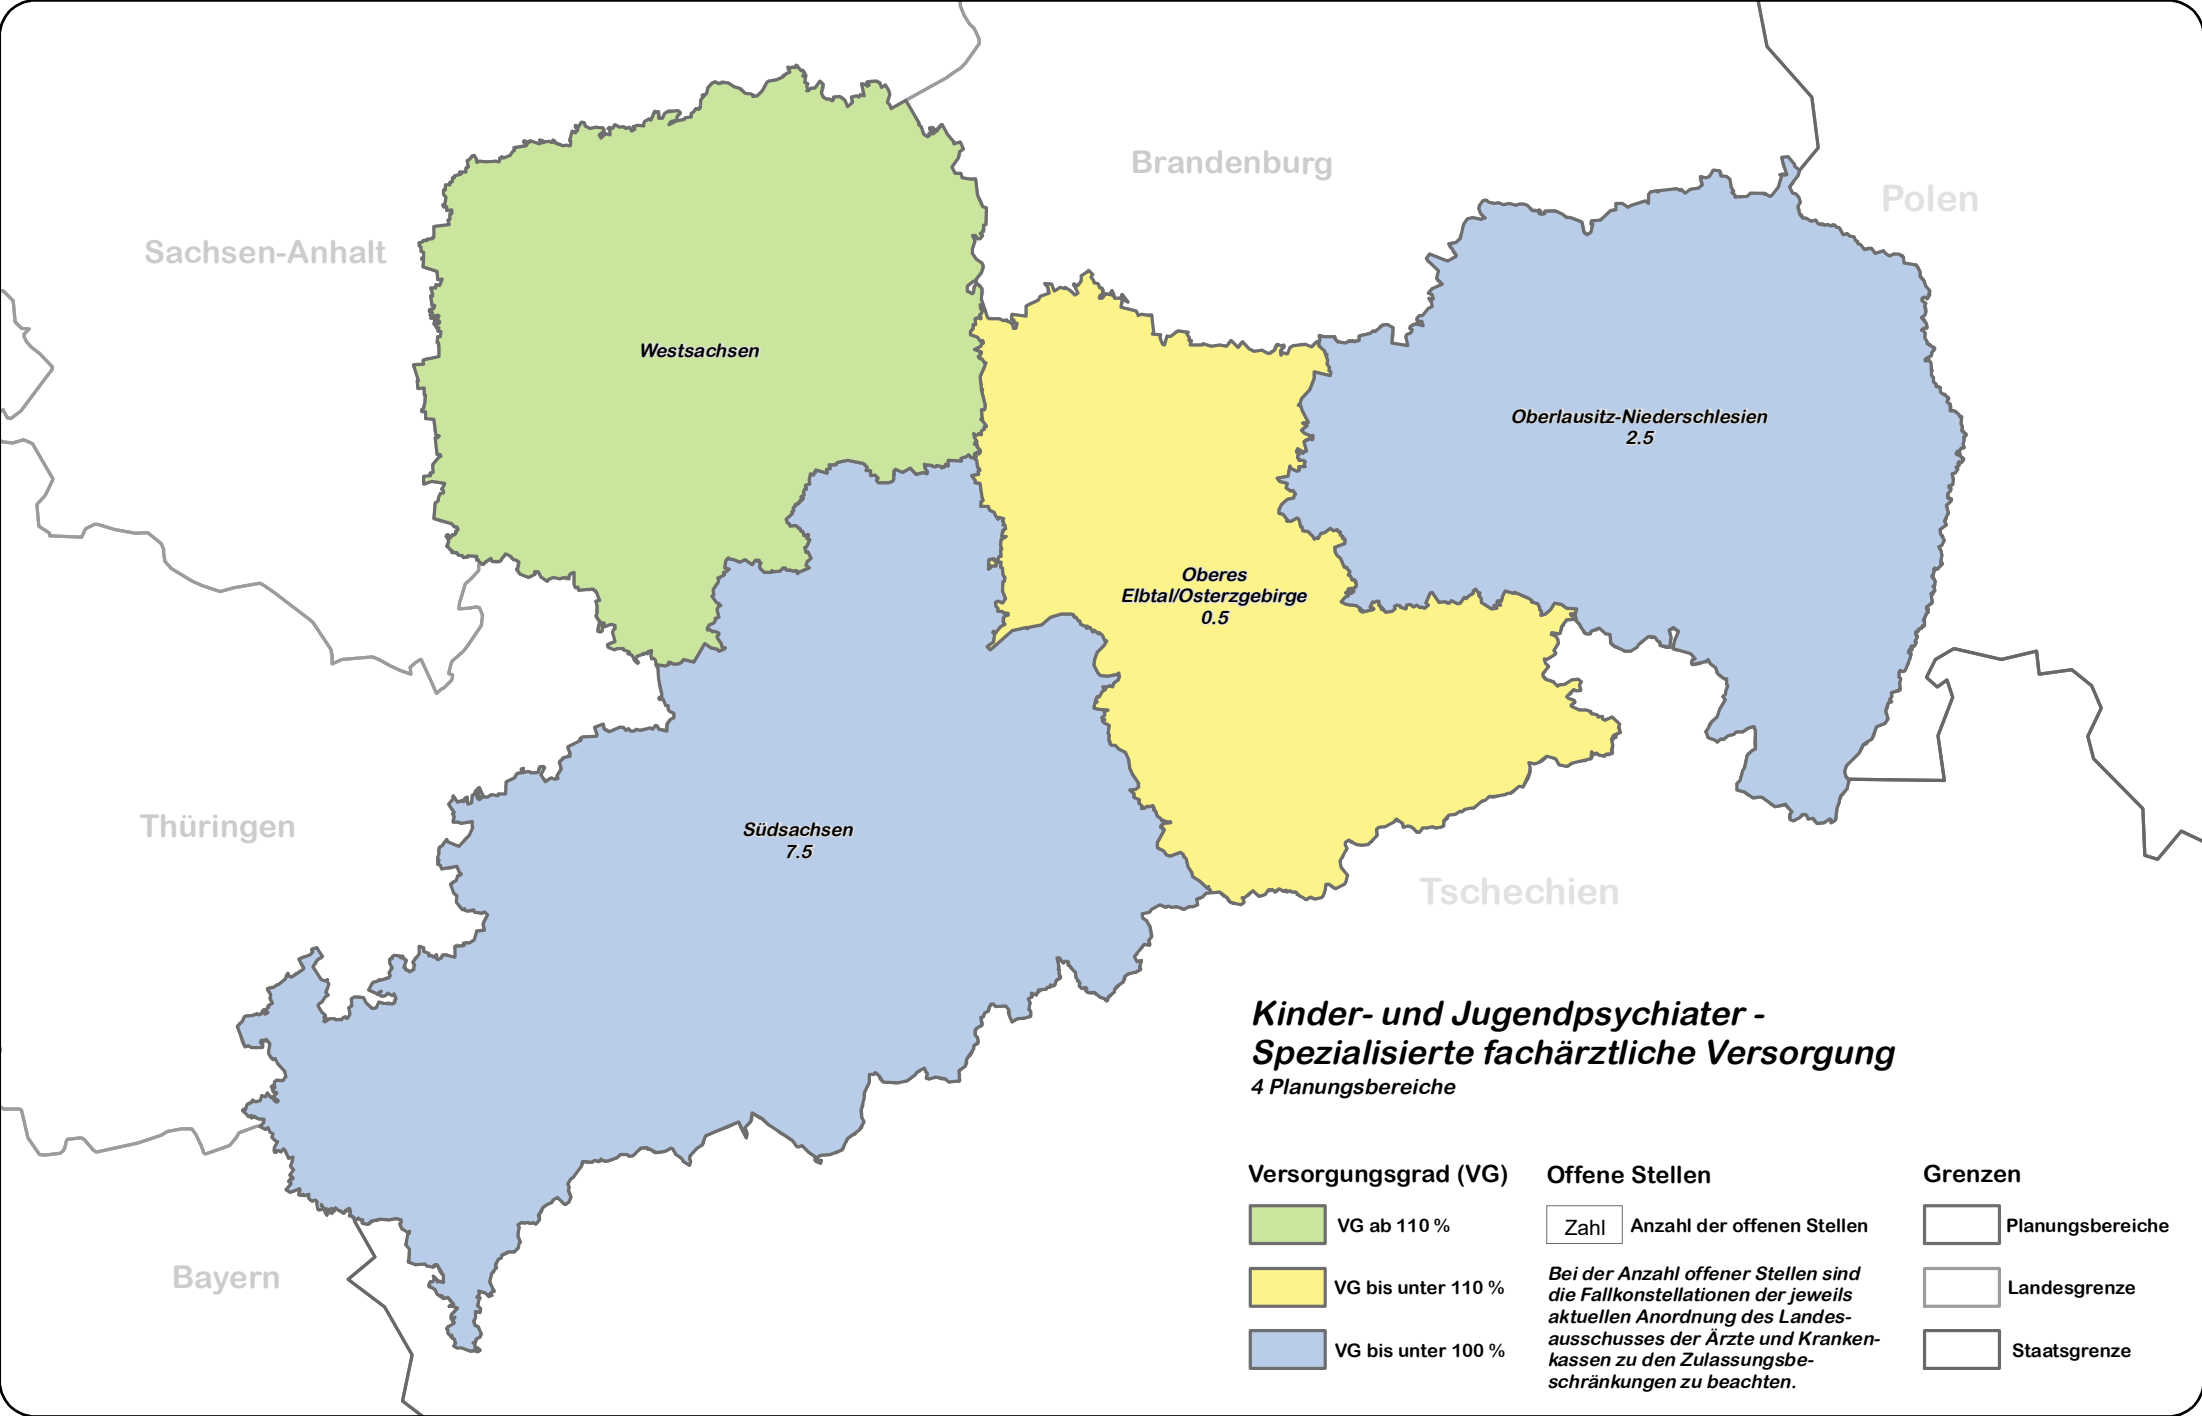 Brandenburg
Polen
Sachsen-Anhalt
Westsachsen
Oberlausitz-Niederschlesien
2.5
Oberes
Elbtal/Osterzgebirge
0.5
Thüringen
Südsachsen
7.5
Tschechien
Bayern
Kinder- und Jugendpsychiater -
Spezialisierte fachärztliche Versorgung
4 Planungsbereiche
Versorgungsgrad (VG)
VG ab 110 %
VG bis unter 110 %
VG bis unter 100 %
Offene Stellen
Zahl Anzahl der offenen Stellen
Bei der Anzahl offener Stellen sind
die Fallkonstellationen der jeweils
aktuellen Anordnung des Landes-
ausschusses der Ärzte und Kranken-
kassen zu den Zulassungsbe-
schränkungen zu beachten.
Grenzen
Planungsbereiche
Landesgrenze
Staatsgrenze